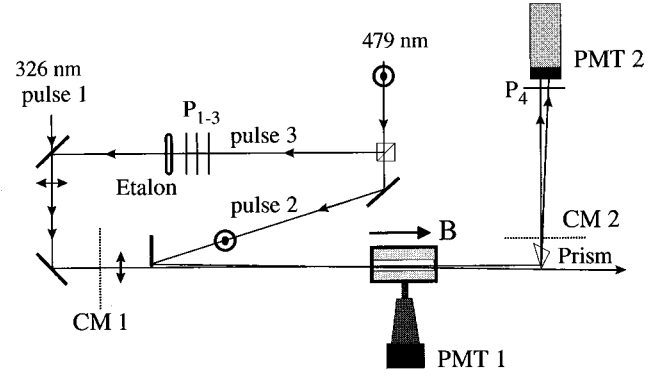 479 nm
326 nm
pulse 1
PMT 2
P4
P1-3
pulse 3
Etalon
pulse 2
B
CM 2
Prism
CM 1
PMT 1